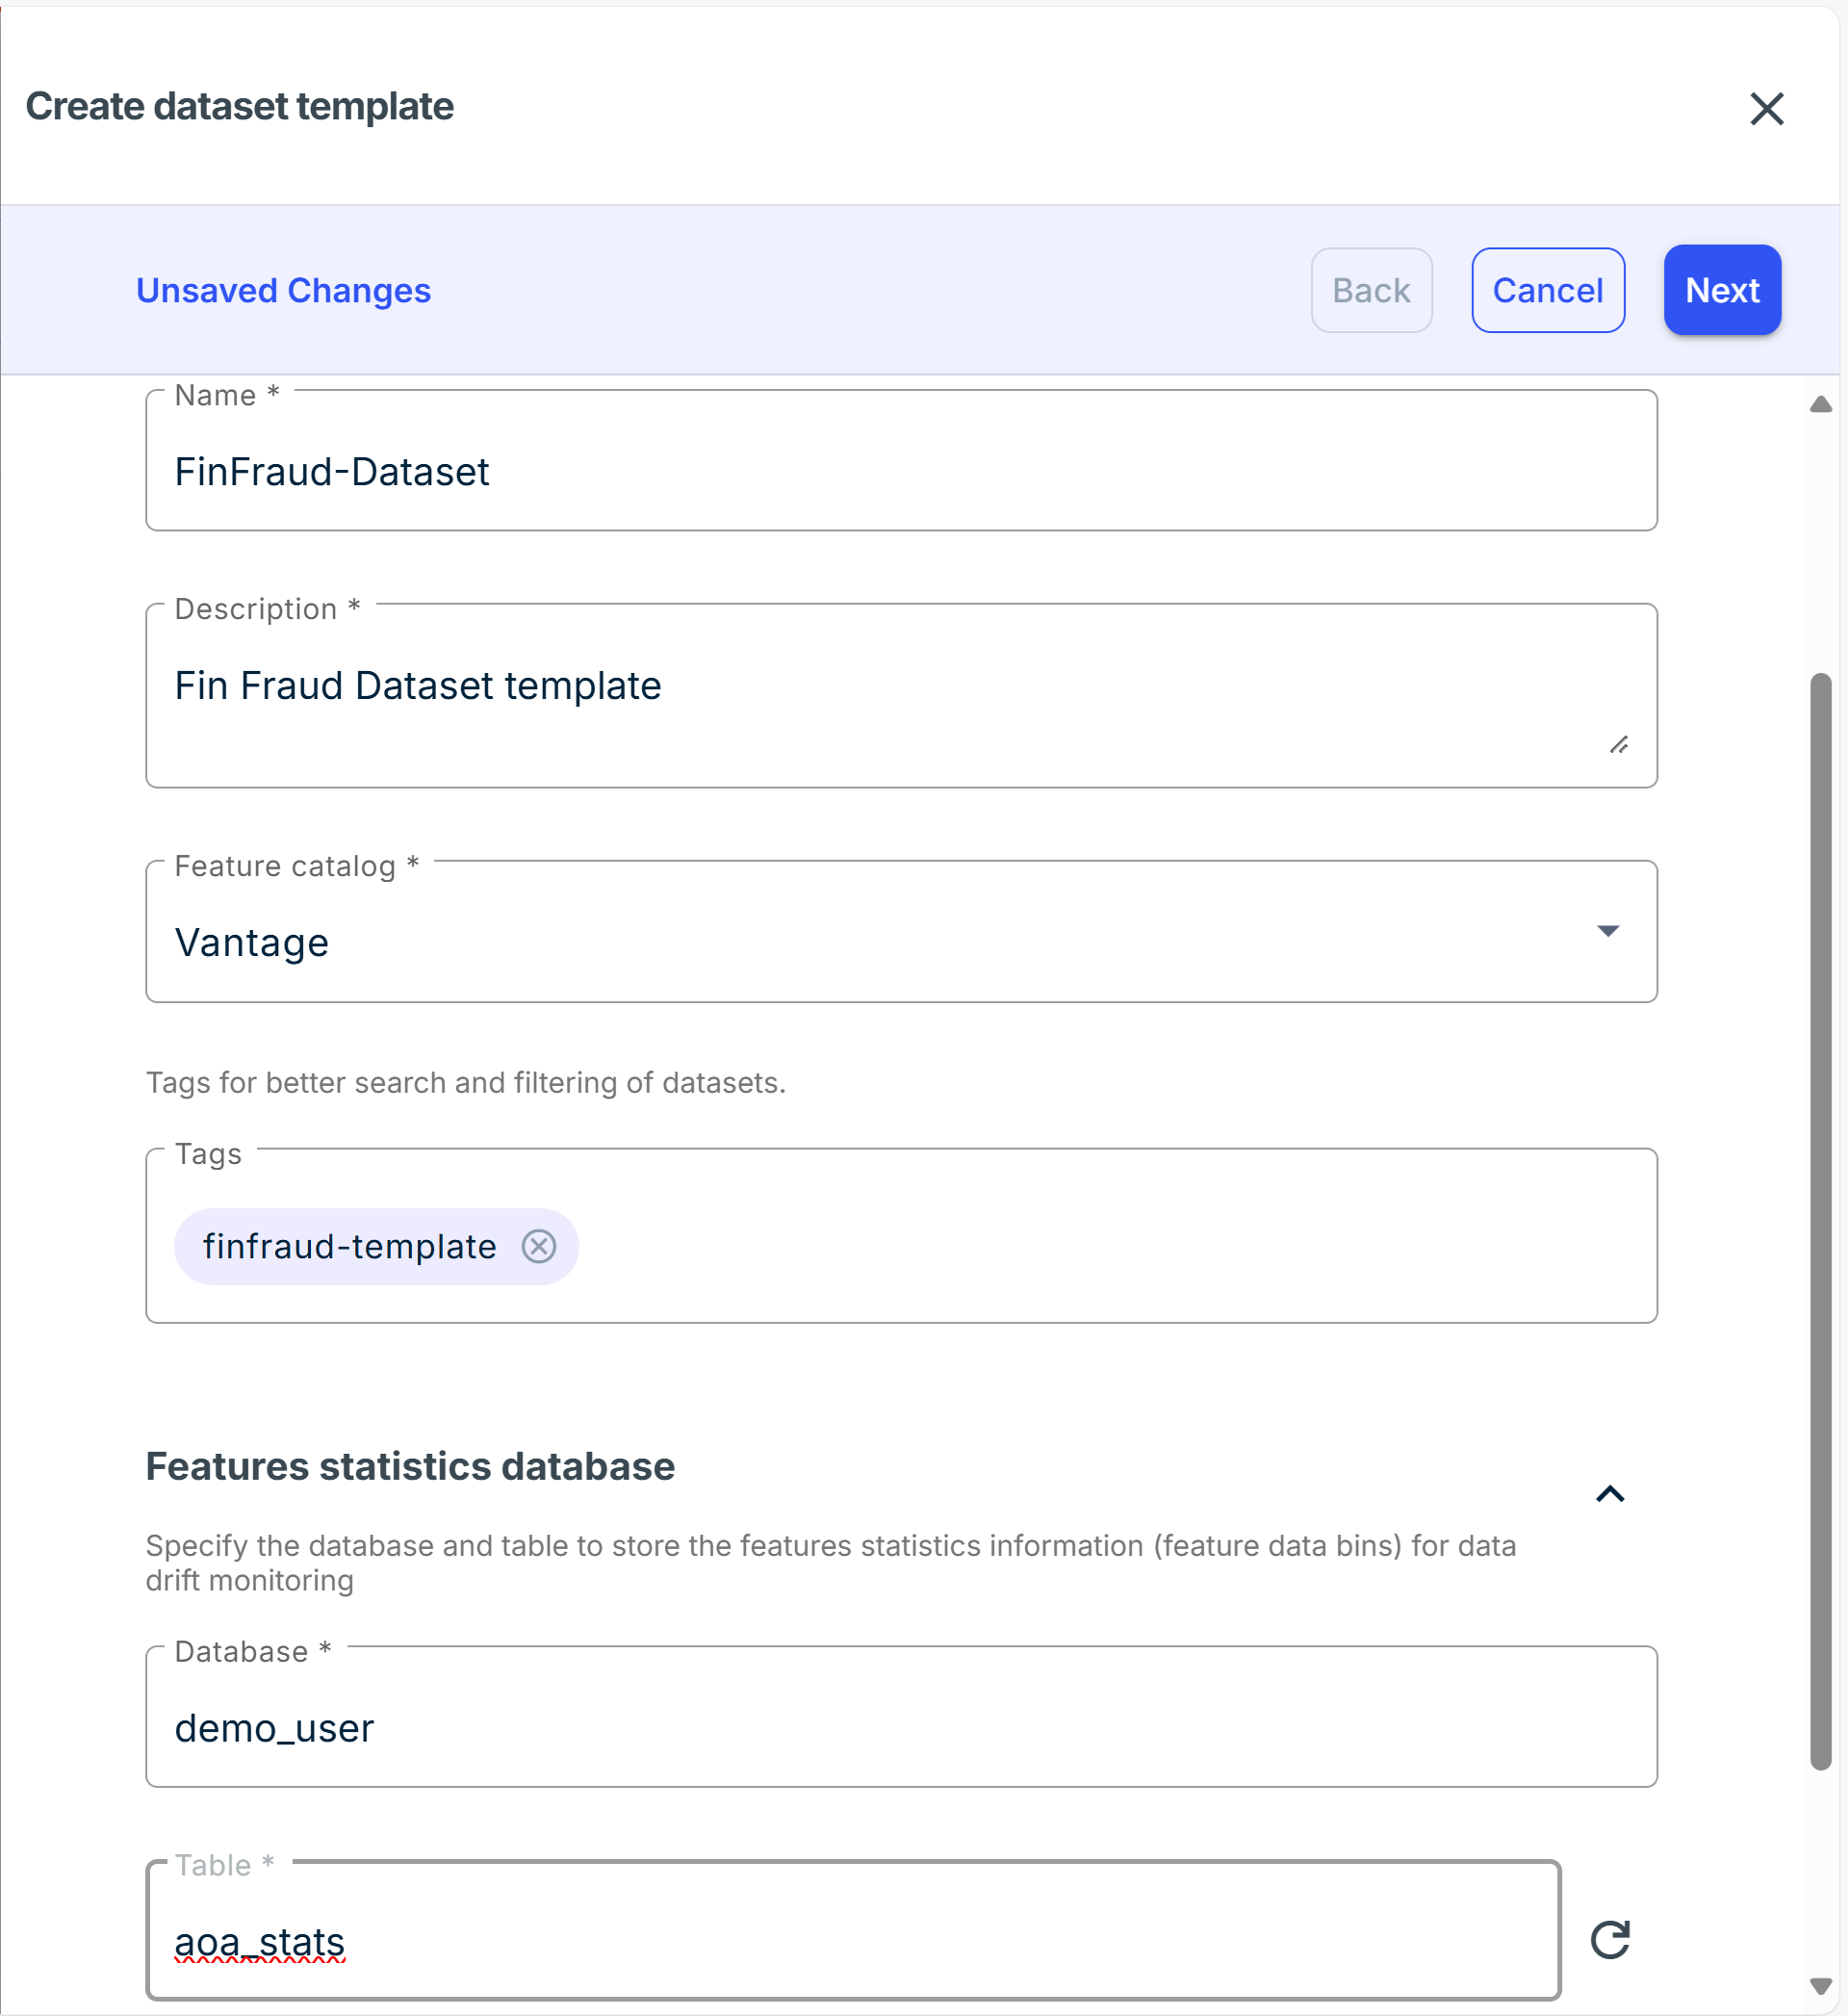 Create dataset template
Unsaved Changes
Back
Cancel
Next
Name *
FinFraud-Dataset
Description *
Fin Fraud Dataset template
Feature catalog *
Vantage
Tags for better search and filtering of datasets.
Tags
finfraud-template
Features statistics database
Specify the database and table to store the features statistics information (feature data bins) for data
drift monitoring
Database *
demo_user
Table *
aoa_stats